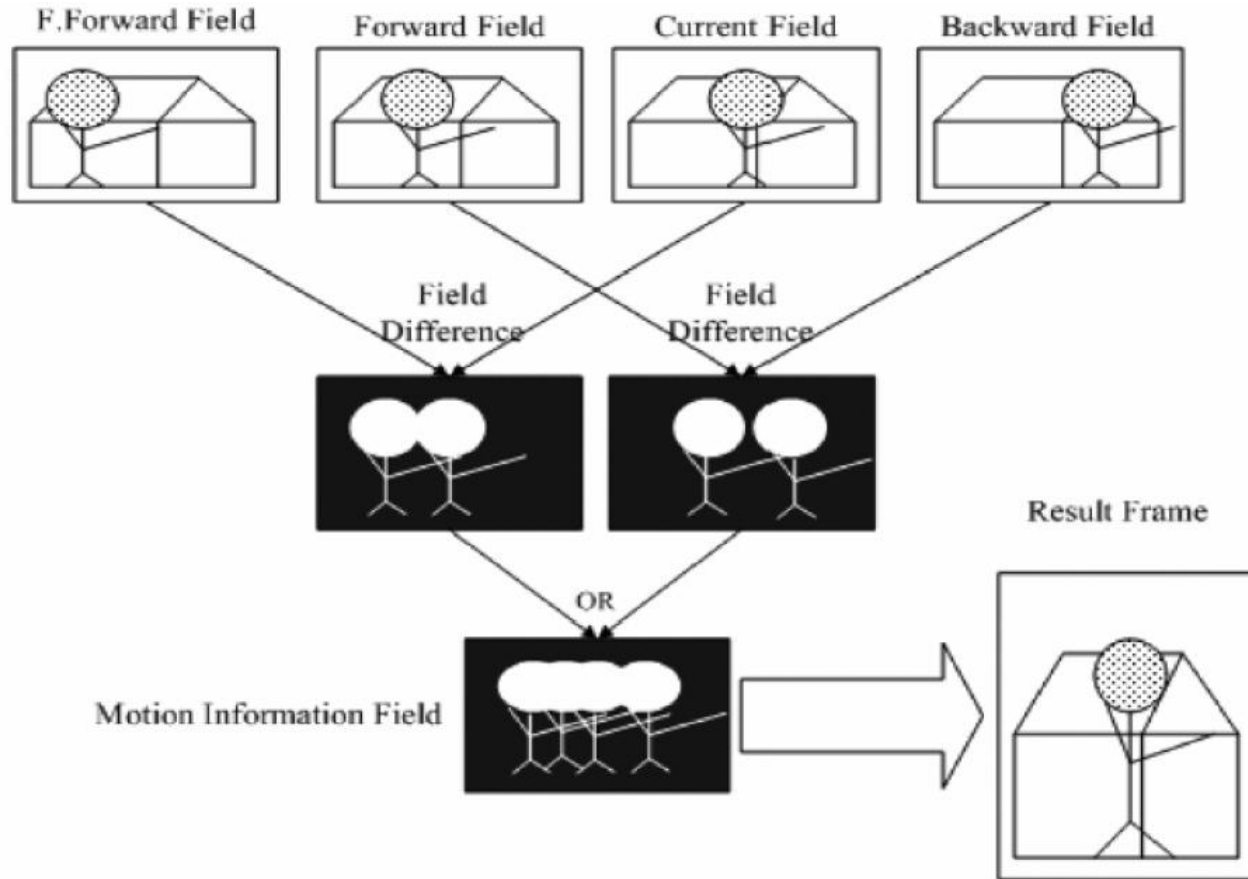 F.Forward Field
Forward Field
Current Field
Backward Field
Field
Difference
Field
Difference
OR
Result Frame
Motion Information Field